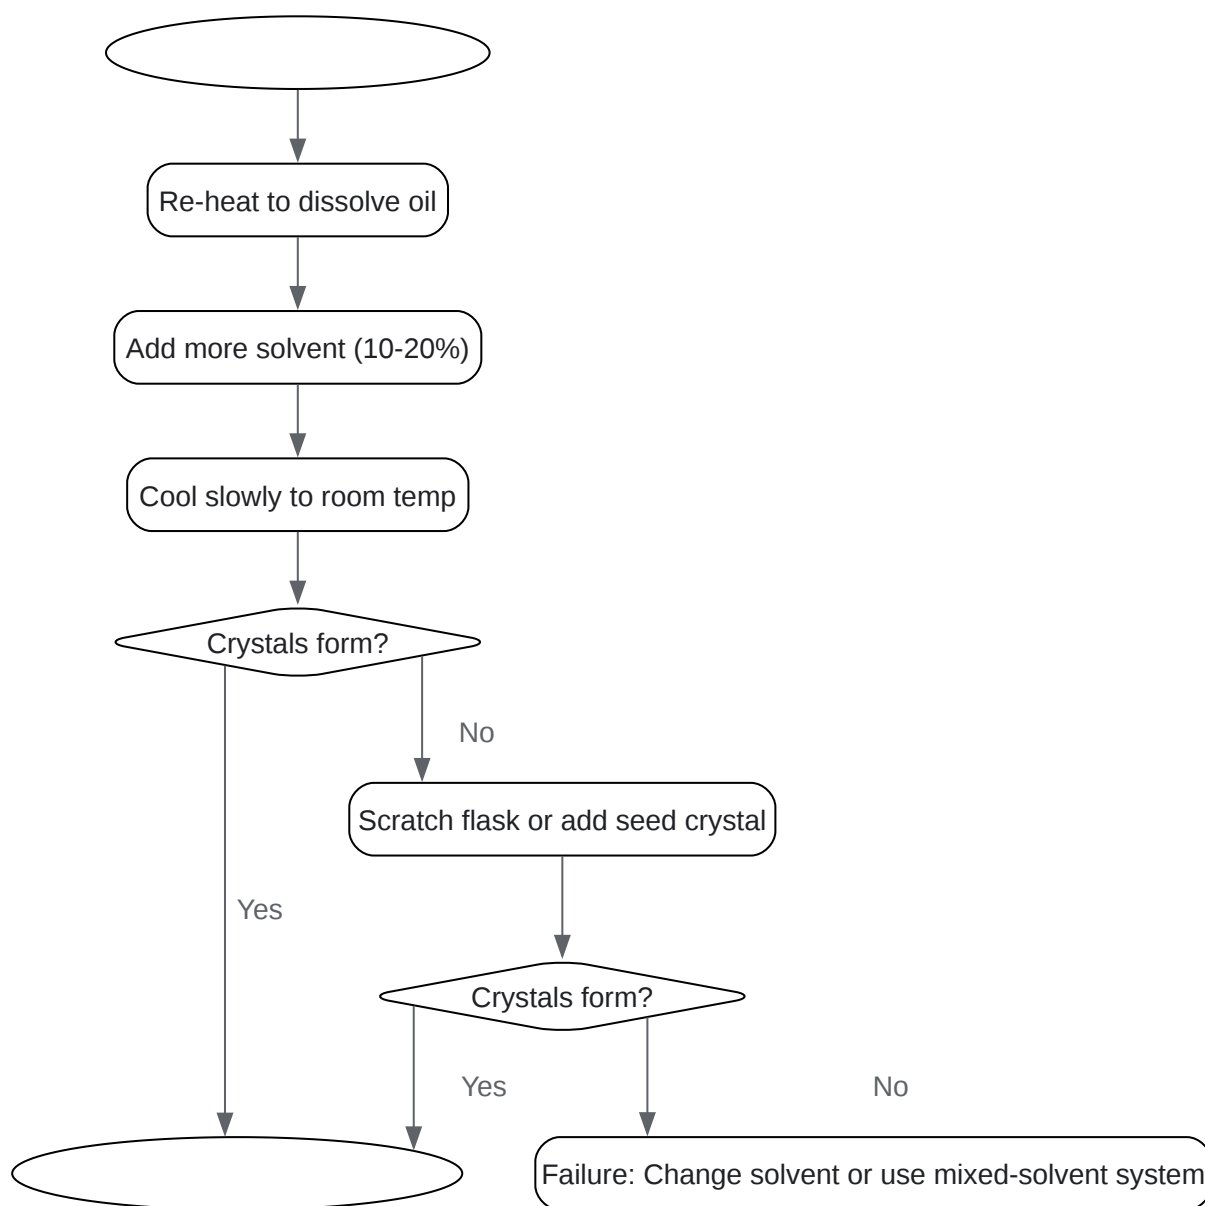 Re-heat to dissolve oil
Add more solvent (10-20%)
Cool slowly to room temp
Crystals form?
No
Scratch flask or add seed crystal
Yes
Crystals form?
Yes
No
Failure: Change solvent or use mixed-solvent system